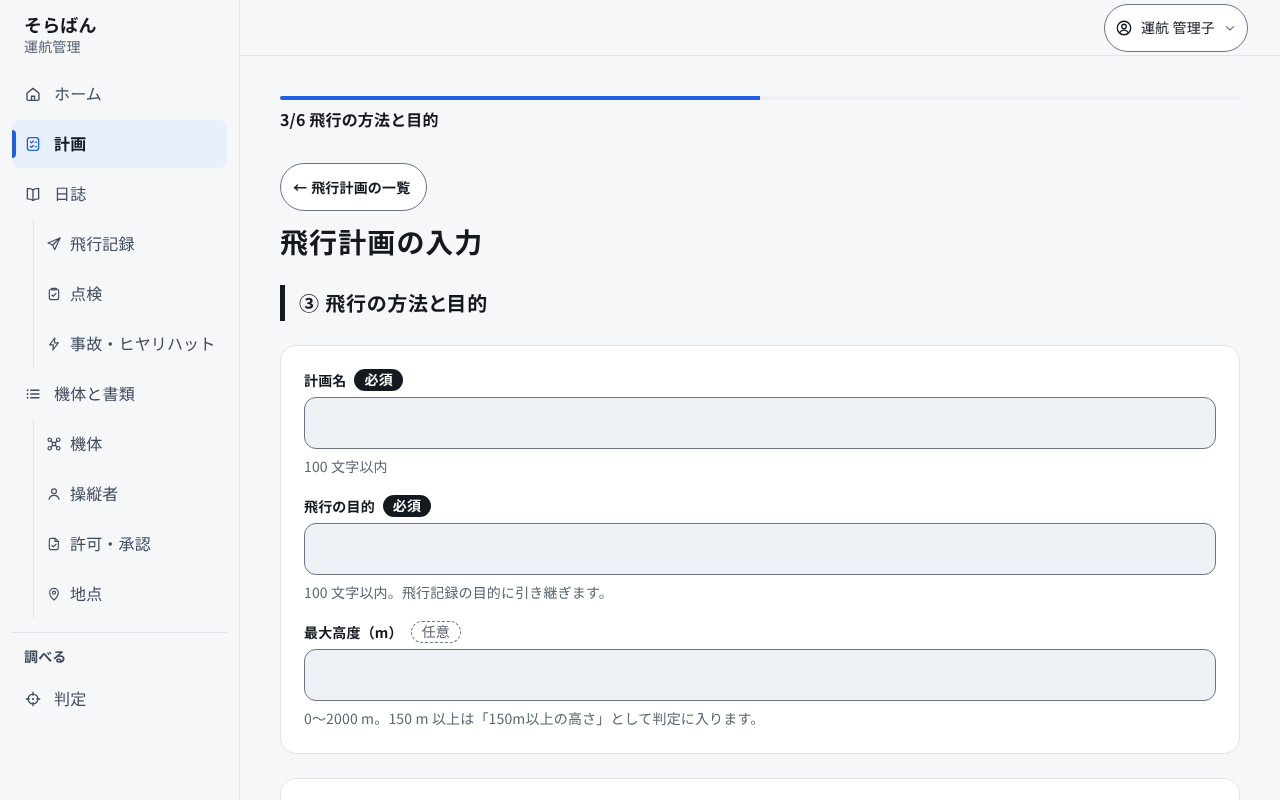 そらばん
運航管理
運航 管理子
ホーム
計画
日誌
飛行記録
点検
事故・ヒヤリハット
機体と書類
機体
操縦者
許可・承認
地点
調べる
判定
3/6 飛行の方法と目的
← 飛行計画の一覧
飛行計画の入力
③ 飛行の方法と目的
計画名 必須
100 文字以内
飛行の目的 必須
100 文字以内。飛行記録の目的に引き継ぎます。
最大高度（m） 任意
0〜2000 m。150 m 以上は「150m以上の高さ」として判定に入ります。